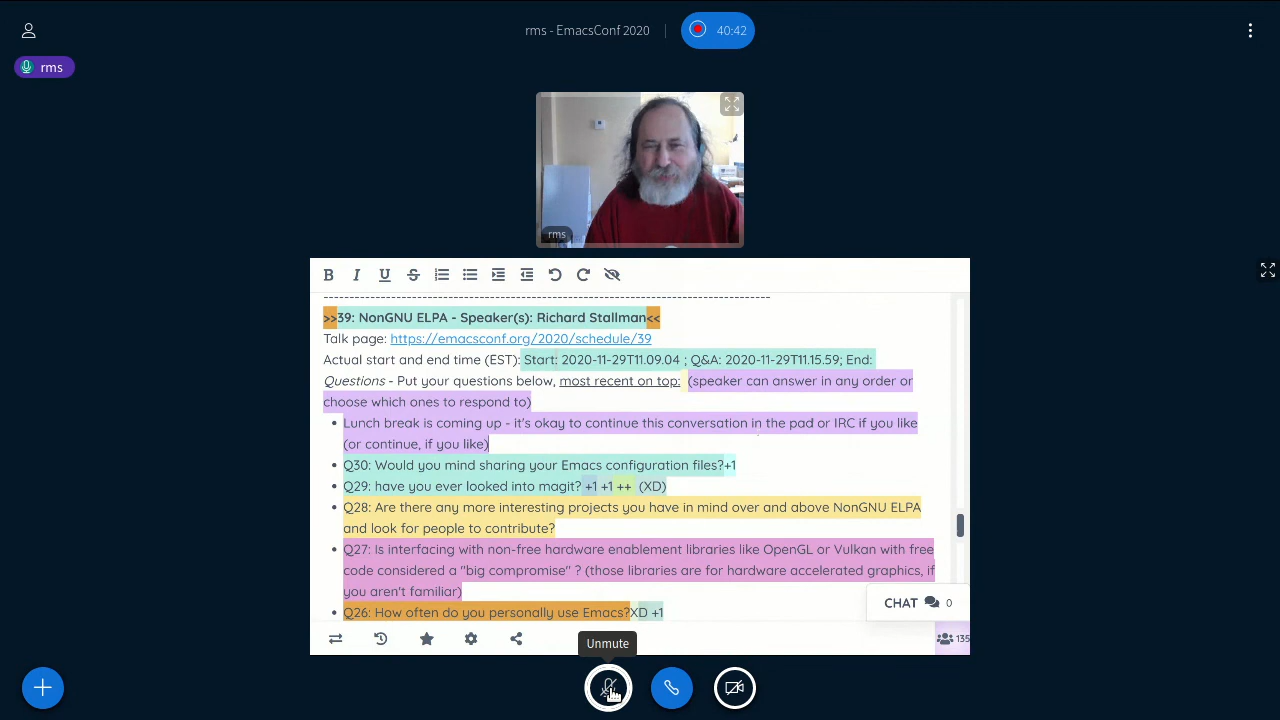 rms - EmacsConf 2020
40:42
rms
rms
>>39: NonGNU ELPA - Speaker(s): Richard Stallman<<
Talk page: https://emacsconf.org/2020/schedule/39
Actual start and end time (EST): Start: 2020-11-29T11.09.04 ; Q&A: 2020-11-29T11.15.59; End:
Questions - Put your questions below, most recent on top: (speaker can answer in any order or
choose which ones to respond to)
• Lunch break is coming up - it's okay to continue this conversation in the pad or IRC if you like
(or continue, if you like)
• Q30: Would you mind sharing your Emacs configuration files?+1
• Q29: have you ever looked into magit? +1 +1 ++ (XD)
• Q28: Are there any more interesting projects you have in mind over and above NonGNU ELPA
and look for people to contribute?
• Q27: Is interfacing with non-free hardware enablement libraries like OpenGL or Vulkan with free
code considered a "big compromise" ? (those libraries are for hardware accelerated graphics, if
you aren't familiar)
• Q26: How often do you personally use Emacs?XD +1
CHAT 0
135
Unmute